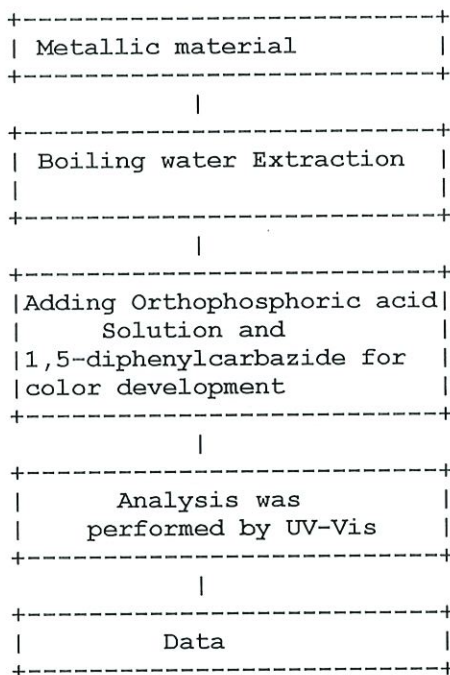 Metallic material
Boiling water Extraction
Adding Orthophosphoric acid
Solution and
1,5-diphenylcarbazide for
color development
Analysis was
performed by UV-Vis
Data